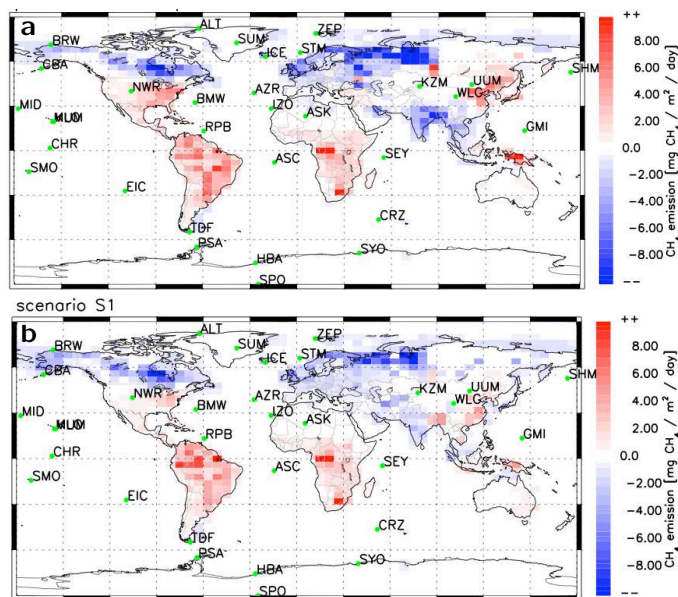 a
ALT
ZEP
BRW
SUM
ICE
STM
CBA
SHM
NWR
KZM
UUM
WLG
AZR
BMW
IZO
MID
ASK
RPB
GMI
CHR
ASC
SEY
SMO
EIC
CRZ
TDF
PSA
HBA
SYO
SPO
++
8.00
6.00
4.00
2.00
0.0
-2.00
-4.00
-6.00
-8.00
--
CH4 emission [mg CH4 / m² / day]
scenario S1
b
ALT
ZEP
BRW
SUM
ICE
STM
CBA
SHM
NWR
KZM
UUM
WLG
AZR
BMW
IZO
MID
ASK
RPB
GMI
CHR
ASC
SEY
SMO
EIC
CRZ
TDF
PSA
HBA
SYO
SPO
++
8.00
6.00
4.00
2.00
0.00
-2.00
-4.00
-6.00
-8.00
--
CH4 emission [mg CH4 / m² / day]